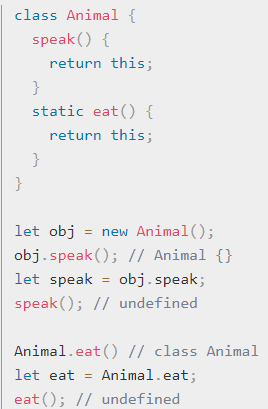 class Animal {
  speak() {
    return this;
  }
  static eat() {
    return this;
  }
}

let obj = new Animal();
obj.speak(); // Animal {}
let speak = obj.speak;
speak(); // undefined

Animal.eat() // class Animal
let eat = Animal.eat;
eat(); // undefined